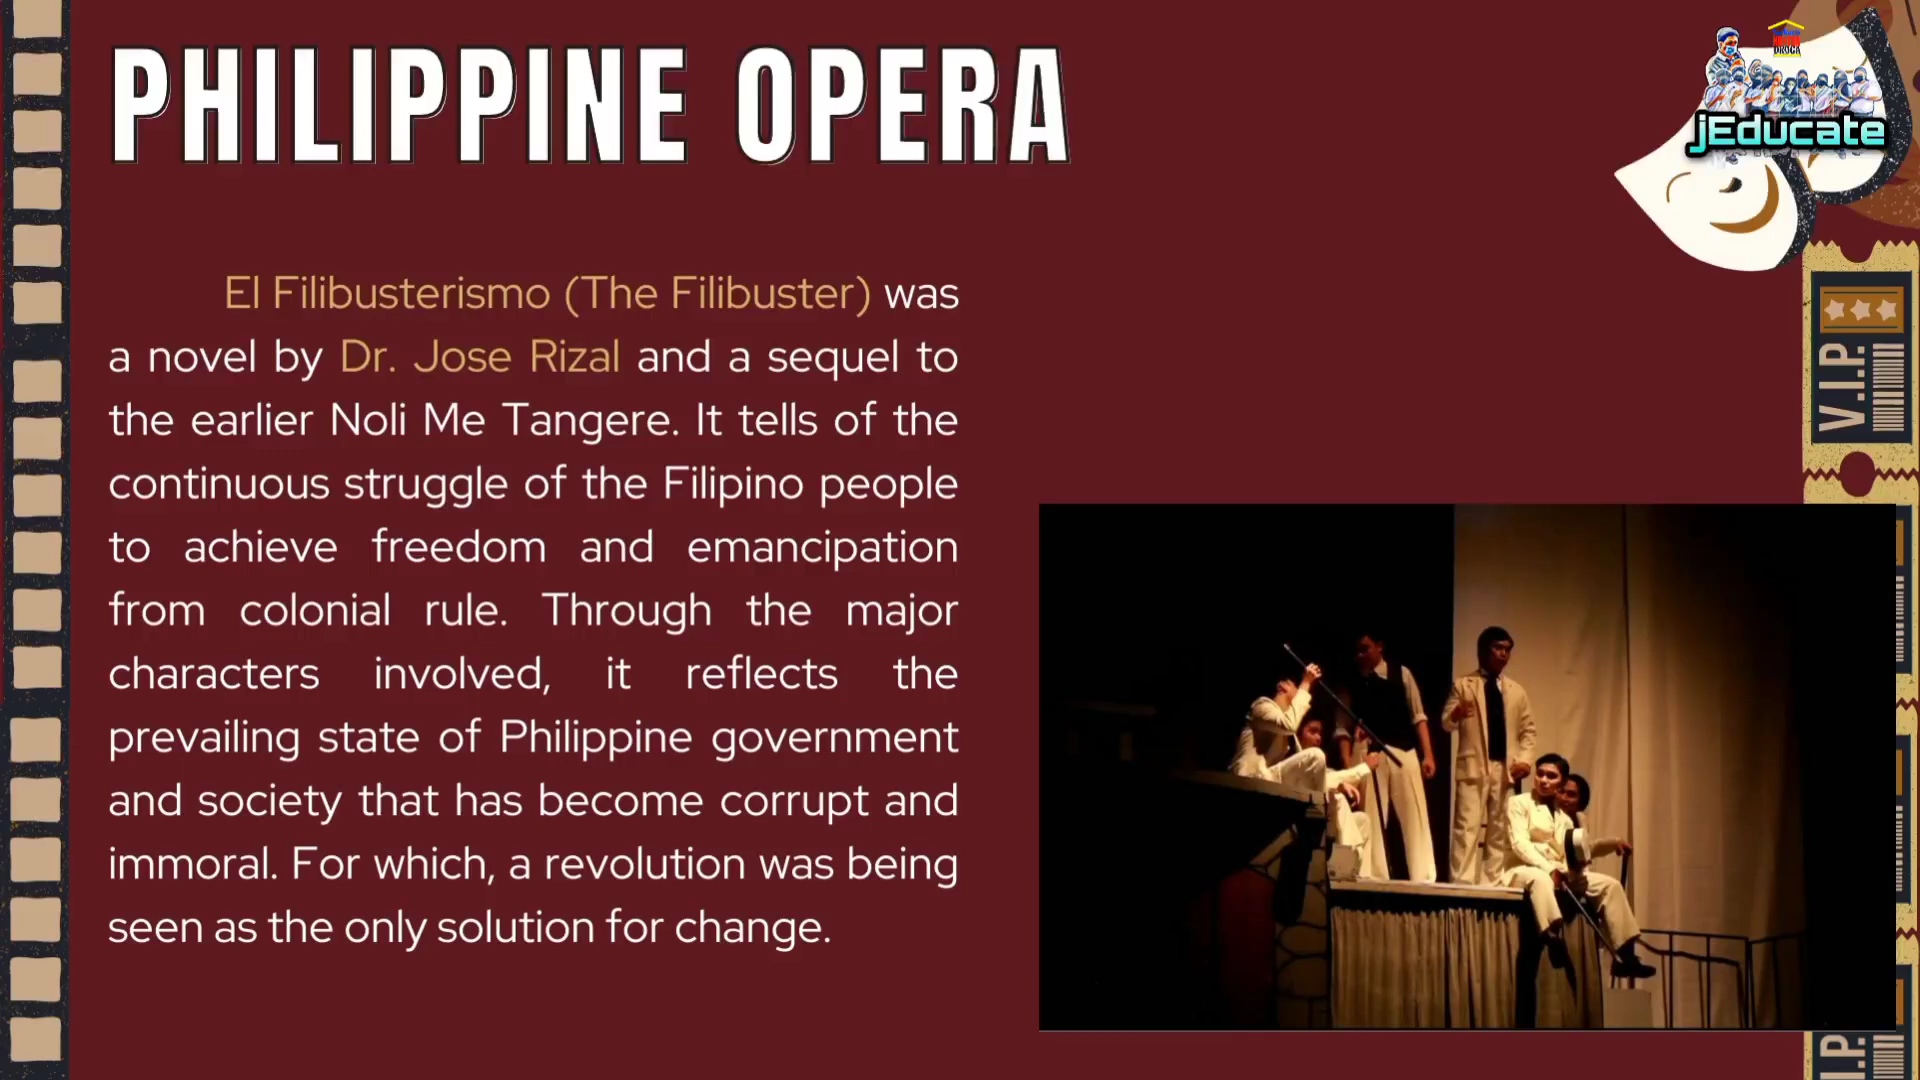 PHILIPPINE OPERA
jEducate
DROGA
El Filibusterismo (The Filibuster) was
a novel by Dr. Jose Rizal and a sequel to
the earlier Noli Me Tangere. It tells of the
continuous struggle of the Filipino people
to achieve freedom and emancipation
from colonial rule. Through the major
characters involved, it reflects the
prevailing state of Philippine government
and society that has become corrupt and
immoral. For which, a revolution was being
seen as the only solution for change.
V.I.P.
I.P.